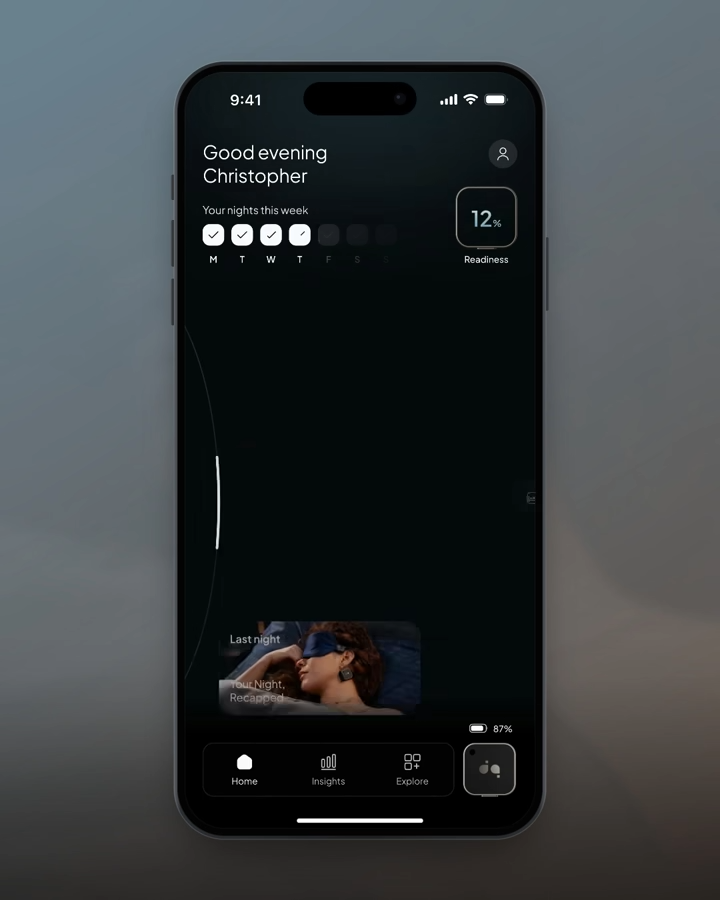 9:41
Good evening
Christopher
Your nights this week
M T W T F S
12%
Readiness
Last night
Your Night,
Recapped
87%
Home
Insights
Explore